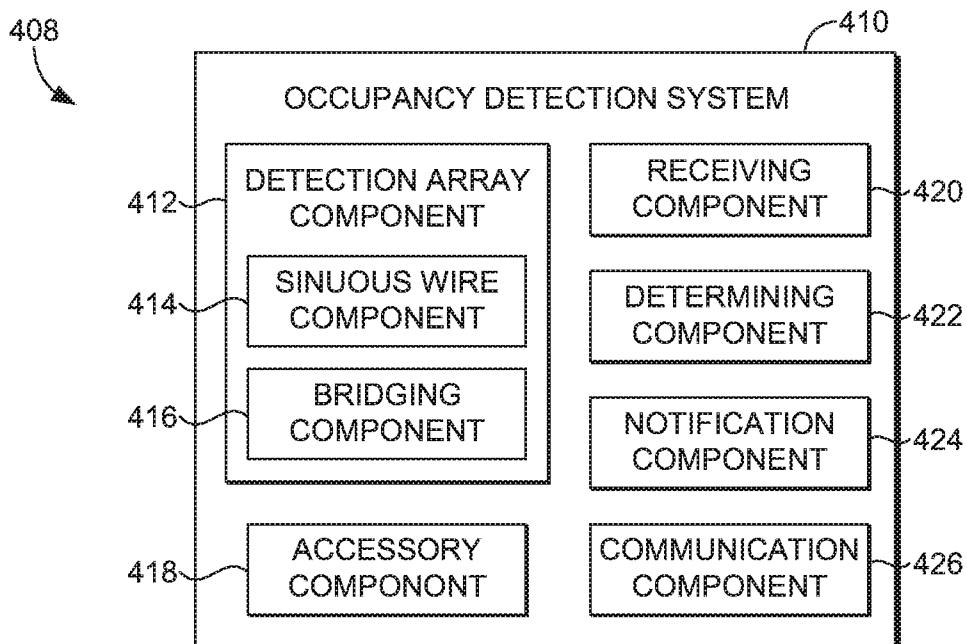 408
410
OCCUPANCY DETECTION SYSTEM
412
DETECTION ARRAY
COMPONENT
414
SINUOUS WIRE
COMPONENT
416
BRIDGING
COMPONENT
418
ACCESSORY
COMPONONT
RECEIVING
COMPONENT
420
DETERMINING
COMPONENT
422
NOTIFICATION
COMPONENT
424
COMMUNICATION
COMPONENT
426